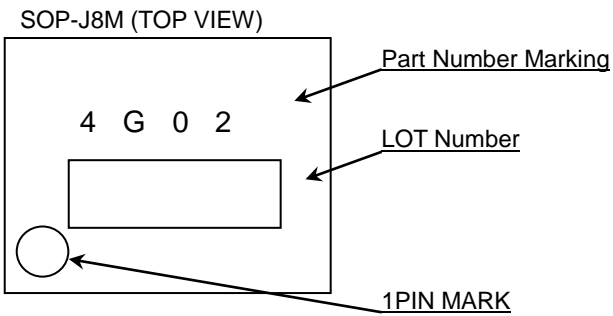 SOP-J8M (TOP VIEW)
Part Number Marking
4 G 0 2
LOT Number
1PIN MARK